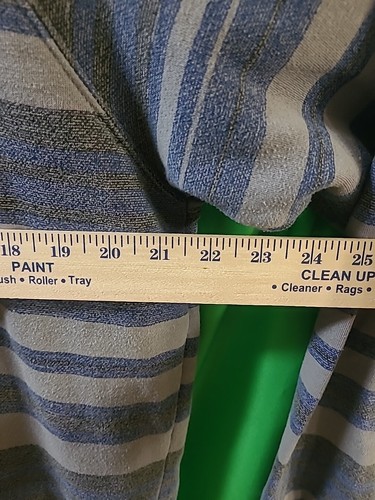 18 19 20 21 22 23 24 25
PAINT CLEAN UP
ush • Roller • Tray • Cleaner • Rags •